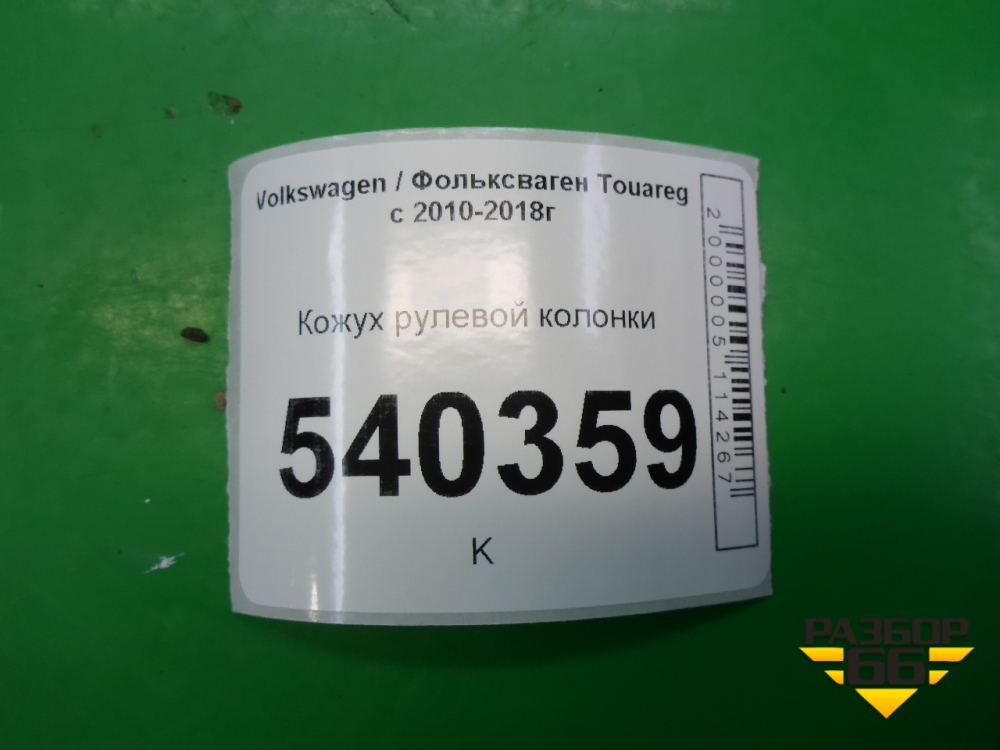 Volkswagen / Фольксваген Touareg
с 2010-2018г
Кожух рулевой колонки
540359
К
2000005114267
РАЗБОР
66